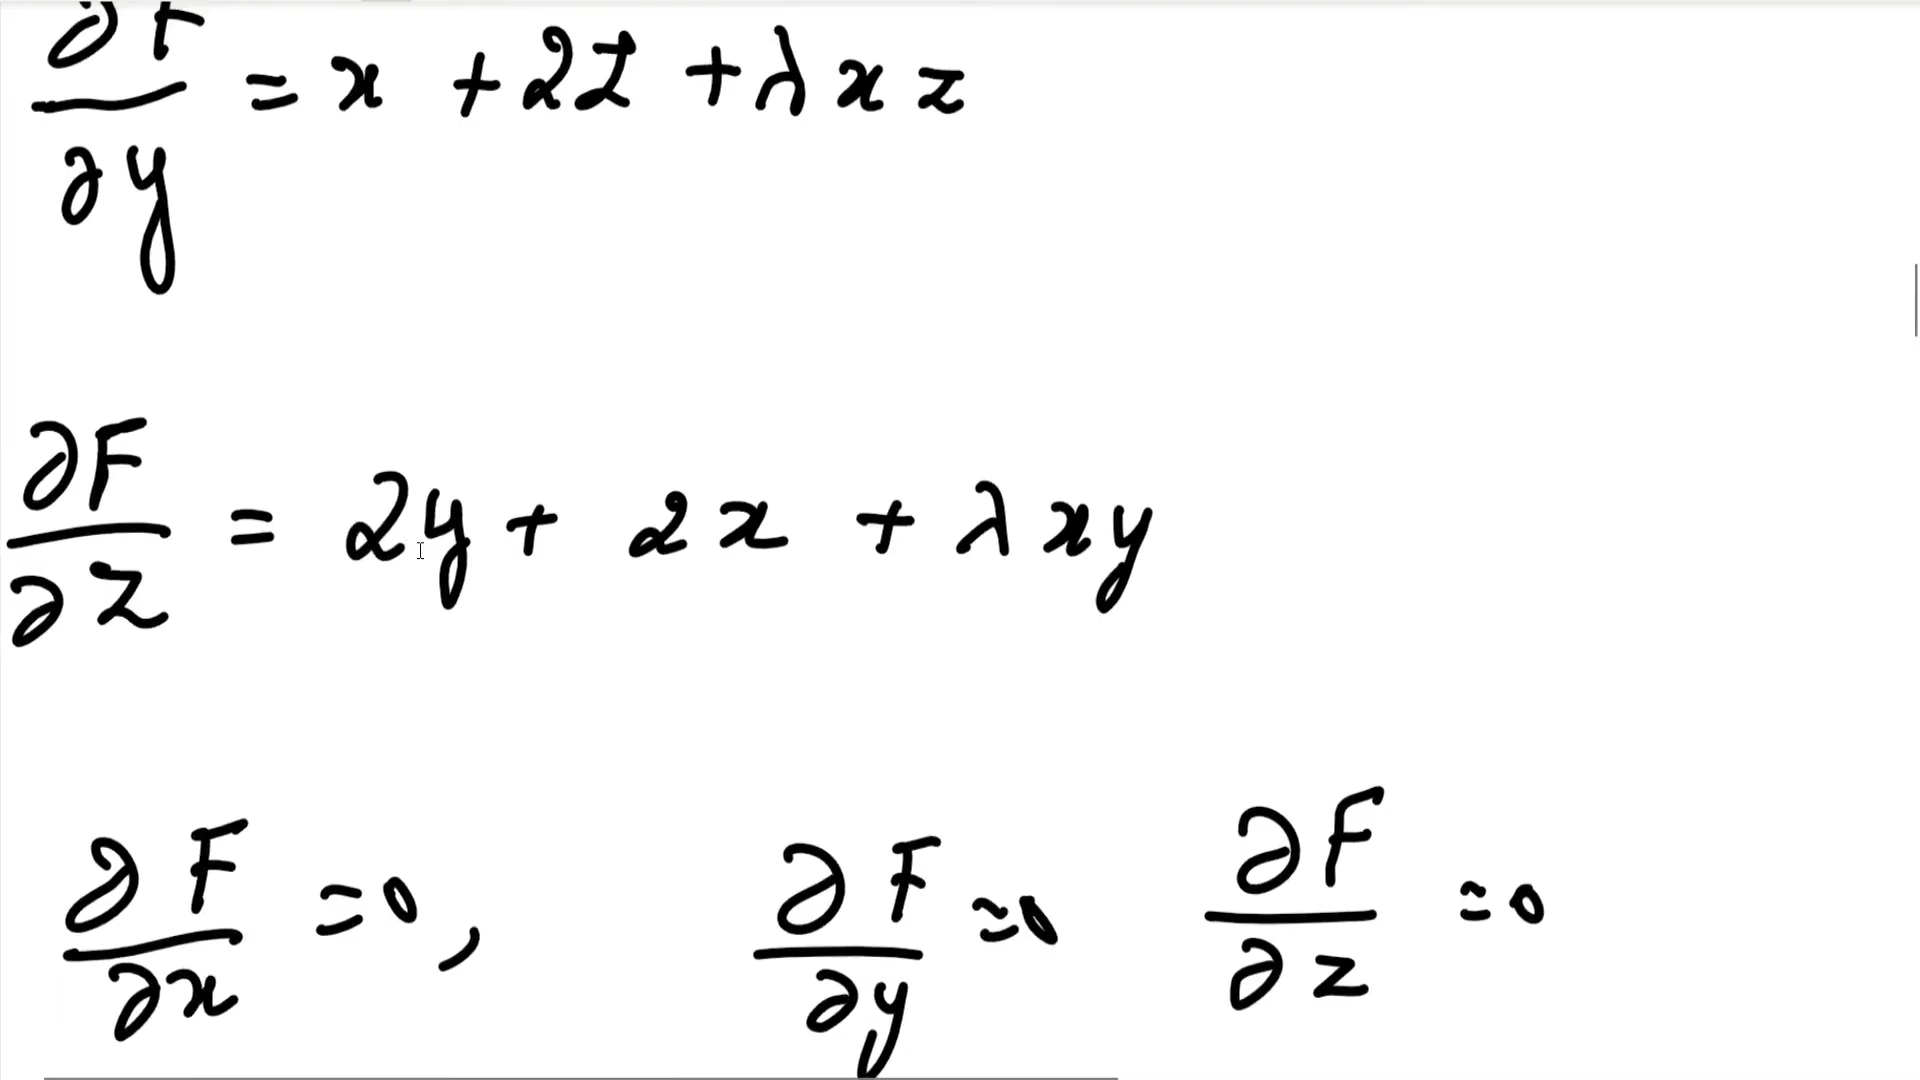 ∂F/∂y = x + 2z + λxz
∂F/∂z = 2y + 2x + λxy
∂F/∂x = 0, ∂F/∂y = 0 ∂F/∂z = 0